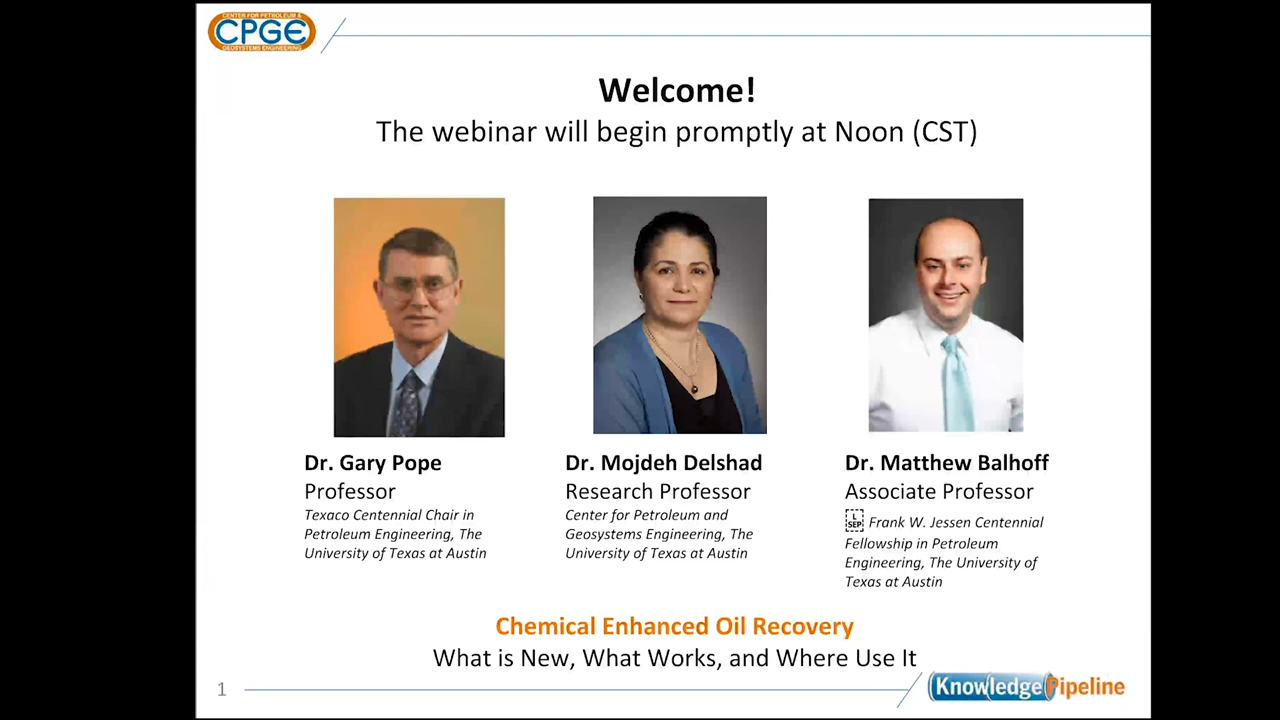 CENTER FOR PETROLEUM &
CPGE
GEOSYSTEMS ENGINEERING
Welcome!
The webinar will begin promptly at Noon (CST)
Dr. Gary Pope
Professor
Texaco Centennial Chair in
Petroleum Engineering, The
University of Texas at Austin
Dr. Mojdeh Delshad
Research Professor
Center for Petroleum and
Geosystems Engineering, The
University of Texas at Austin
Dr. Matthew Balhoff
Associate Professor
L SEP Frank W. Jessen Centennial
Fellowship in Petroleum
Engineering, The University of
Texas at Austin
Chemical Enhanced Oil Recovery
What is New, What Works, and Where Use It
1
Knowledge Pipeline